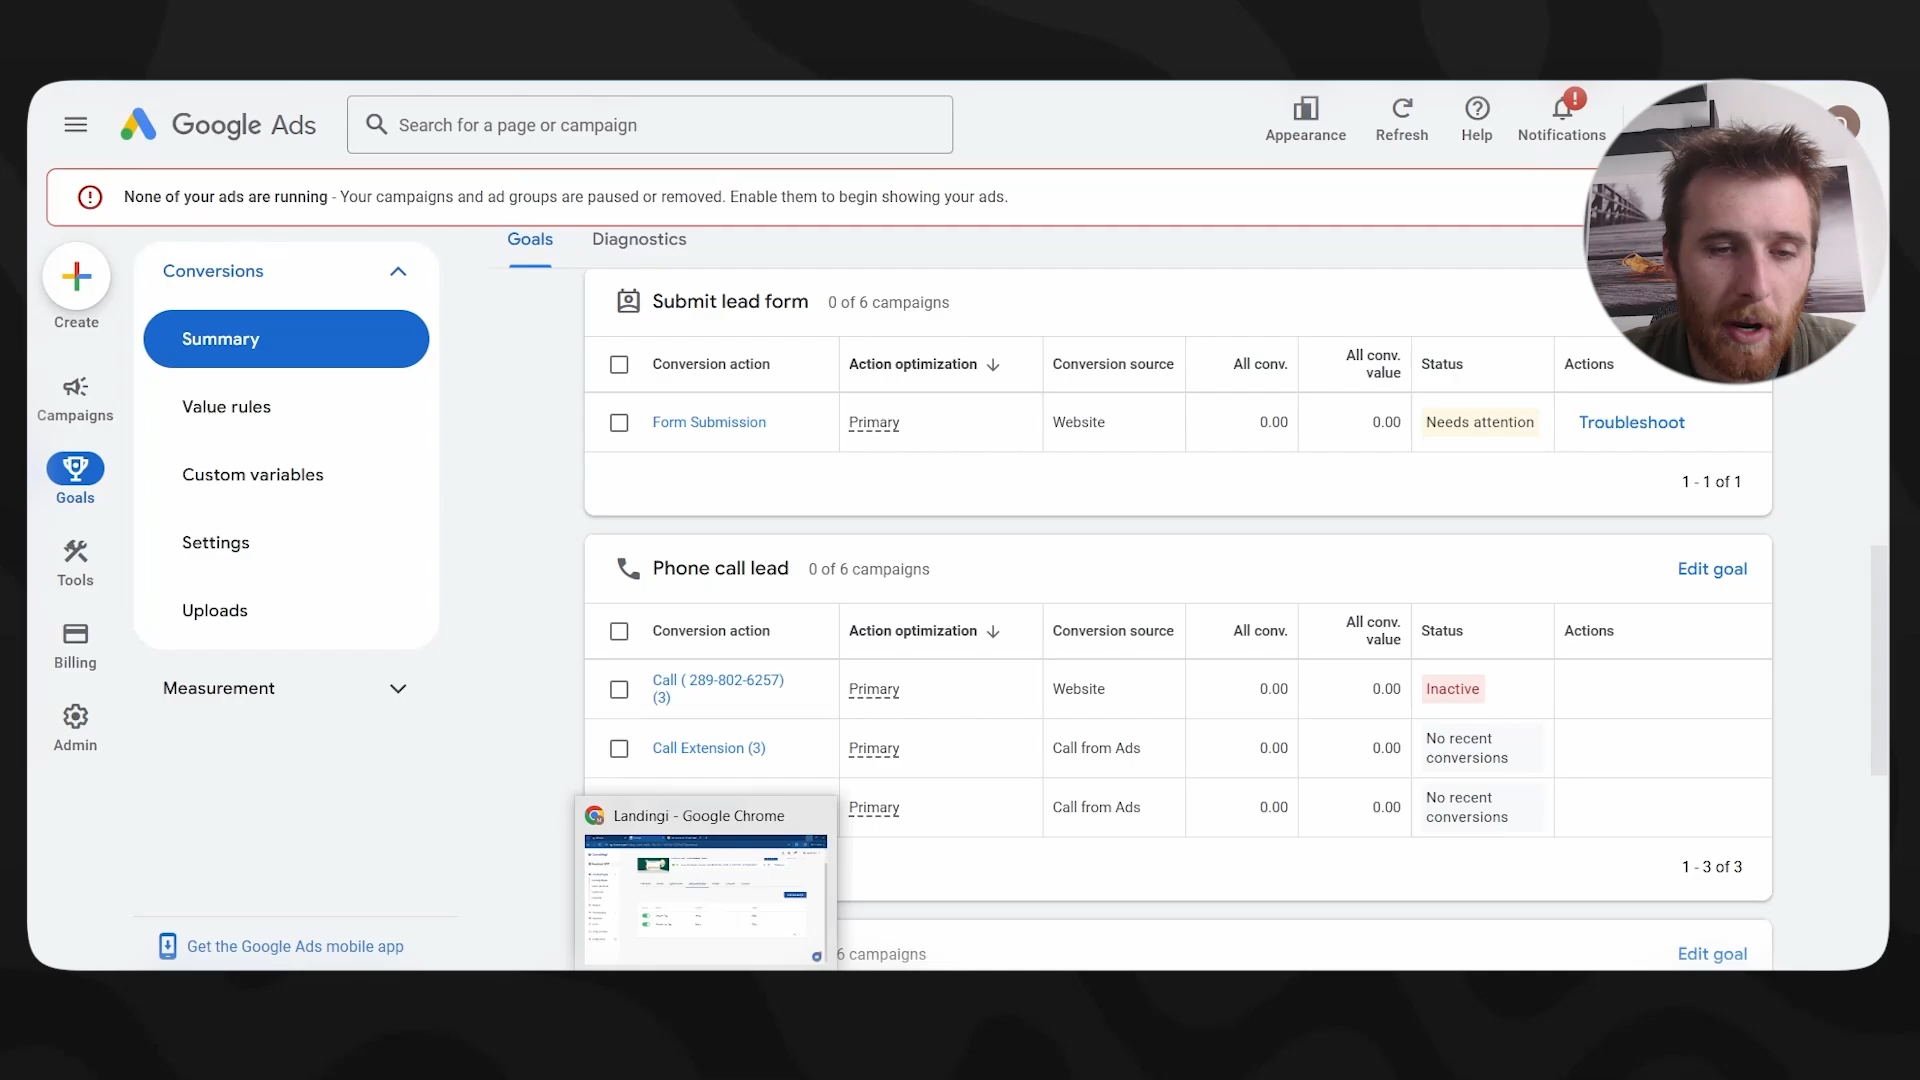 Google Ads
Search for a page or campaign
Appearance
Refresh
Help
Notifications
None of your ads are running - Your campaigns and ad groups are paused or removed. Enable them to begin showing your ads.
Create
Campaigns
Goals
Tools
Billing
Admin
Conversions
Summary
Value rules
Custom variables
Settings
Uploads
Measurement
Get the Google Ads mobile app
Goals Diagnostics
Submit lead form 0 of 6 campaigns
Conversion action Action optimization Conversion source All conv. All conv. value Status Actions
Form Submission Primary Website 0.00 0.00 Needs attention Troubleshoot
1 - 1 of 1
Phone call lead 0 of 6 campaigns Edit goal
Conversion action Action optimization Conversion source All conv. All conv. value Status Actions
Call ( 289-802-6257) (3) Primary Website 0.00 0.00 Inactive
Call Extension (3) Primary Call from Ads 0.00 0.00 No recent conversions
Primary Call from Ads 0.00 0.00 No recent conversions
1 - 3 of 3
Landingi - Google Chrome
6 campaigns Edit goal